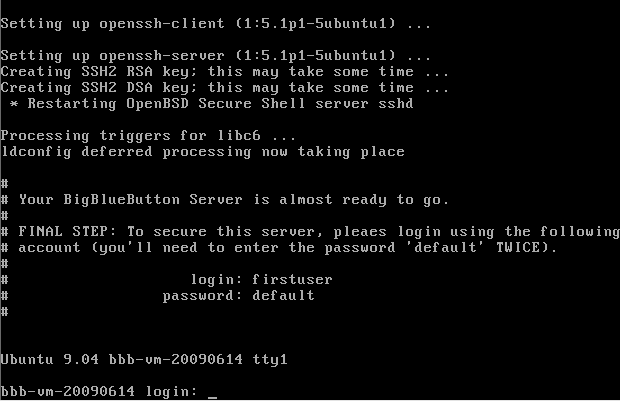 Setting up openssh-client (1:5.1p1-5ubuntu1) ...
Setting up openssh-server (1:5.1p1-5ubuntu1) ...
Creating SSH2 RSA key; this may take some time ...
Creating SSH2 DSA key; this may take some time ...
 * Restarting OpenBSD Secure Shell server sshd
Processing triggers for libc6 ...
ldconfig deferred processing now taking place
#
# Your BigBlueButton Server is almost ready to go.
#
# FINAL STEP: To secure this server, pleaes login using the following
# account (you'll need to enter the password 'default' TWICE).
#
#                    login: firstuser
#                 password: default
#
Ubuntu 9.04 bbb-vm-20090614 tty1
bbb-vm-20090614 login: _